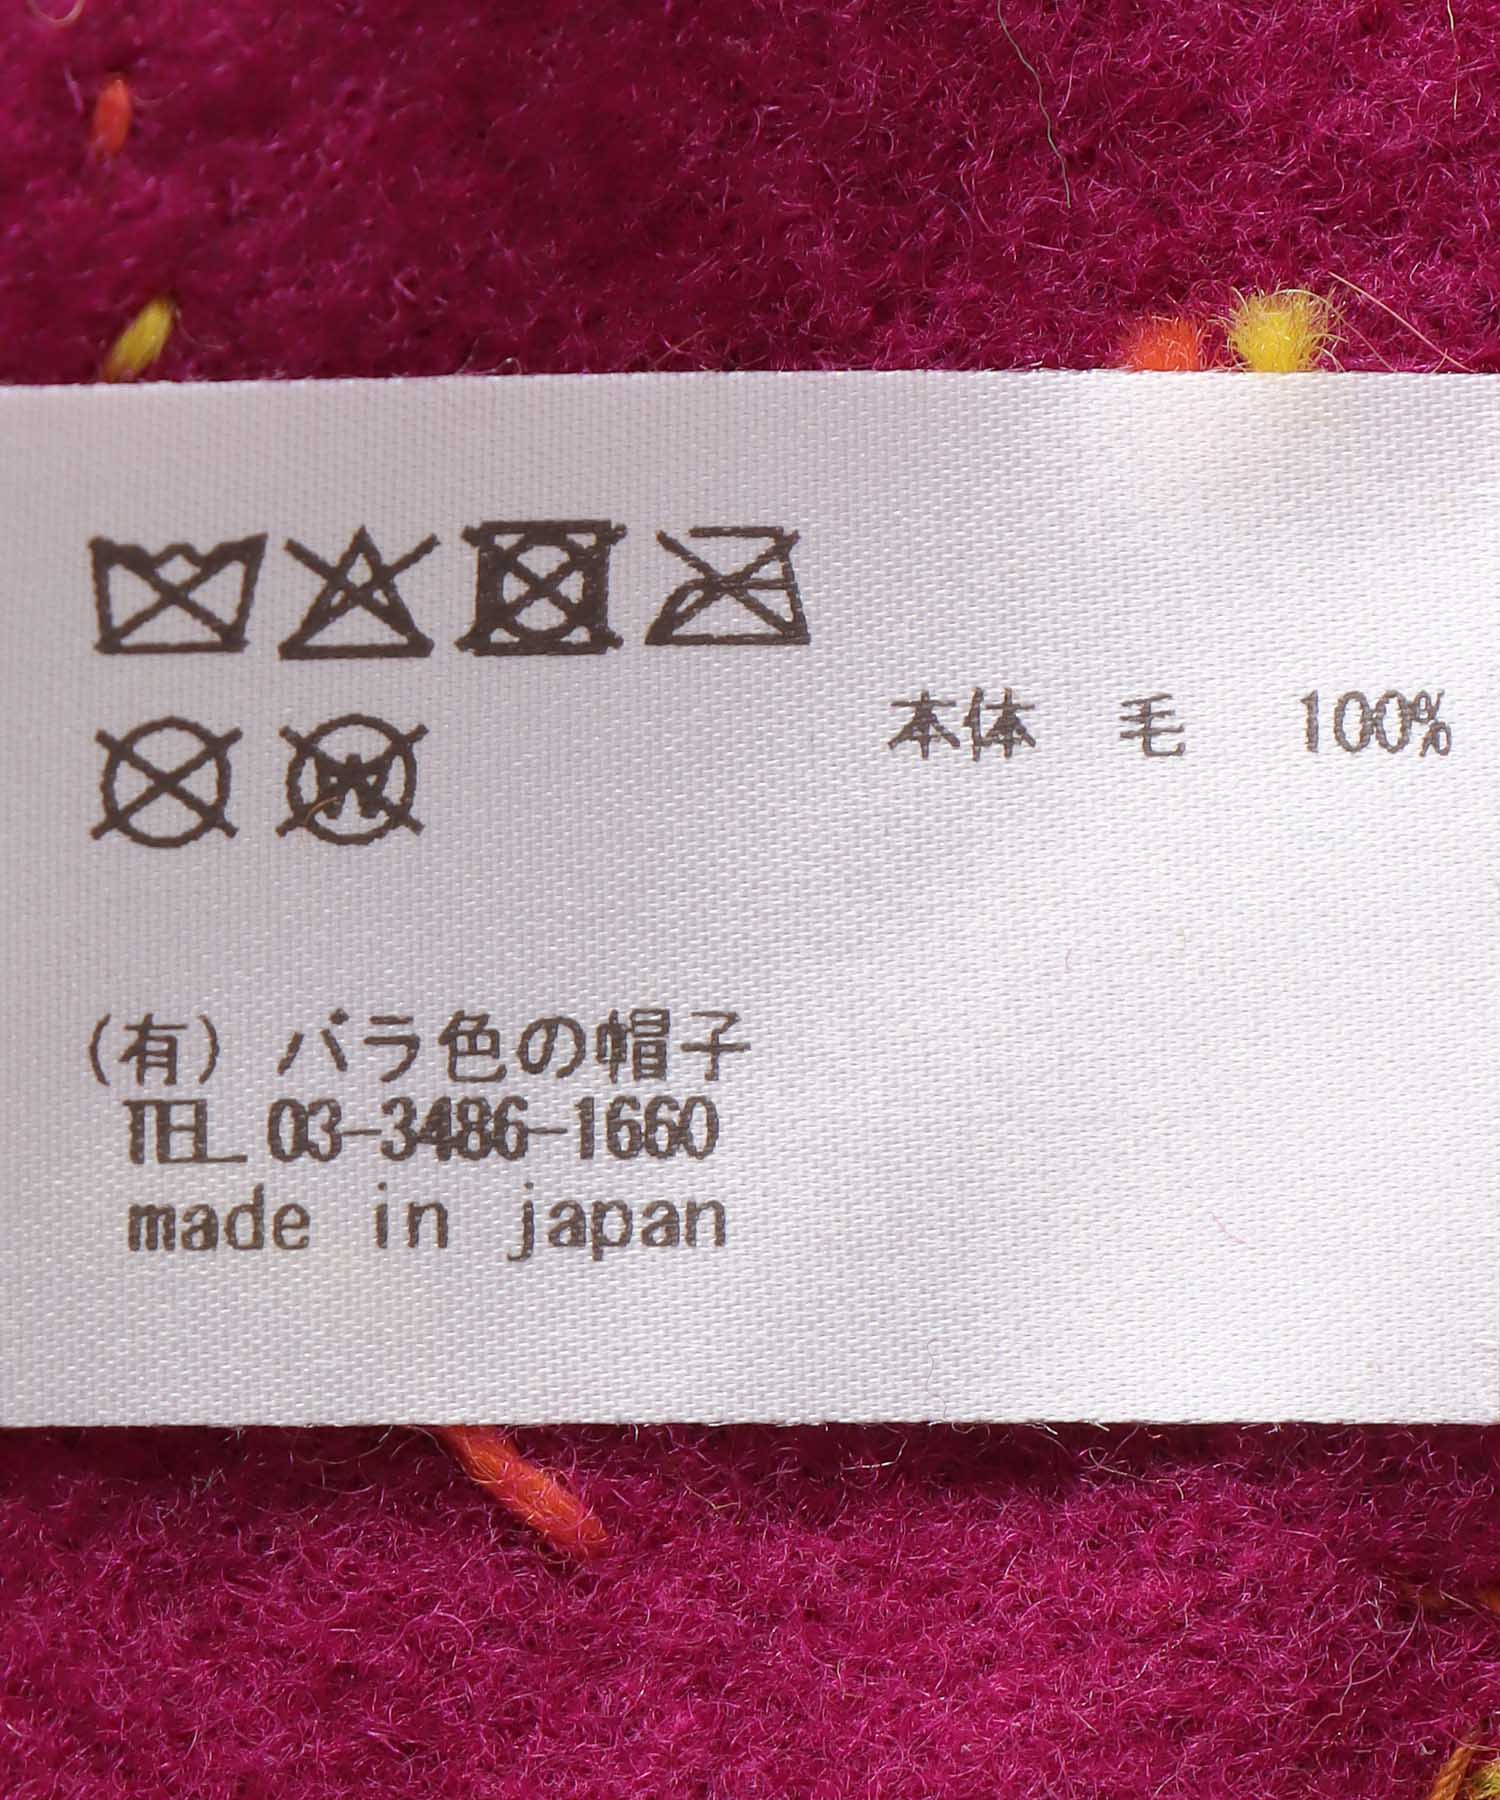 本体 毛 100%
(有) バラ色の帽子
TEL 03-3486-1660
made in japan